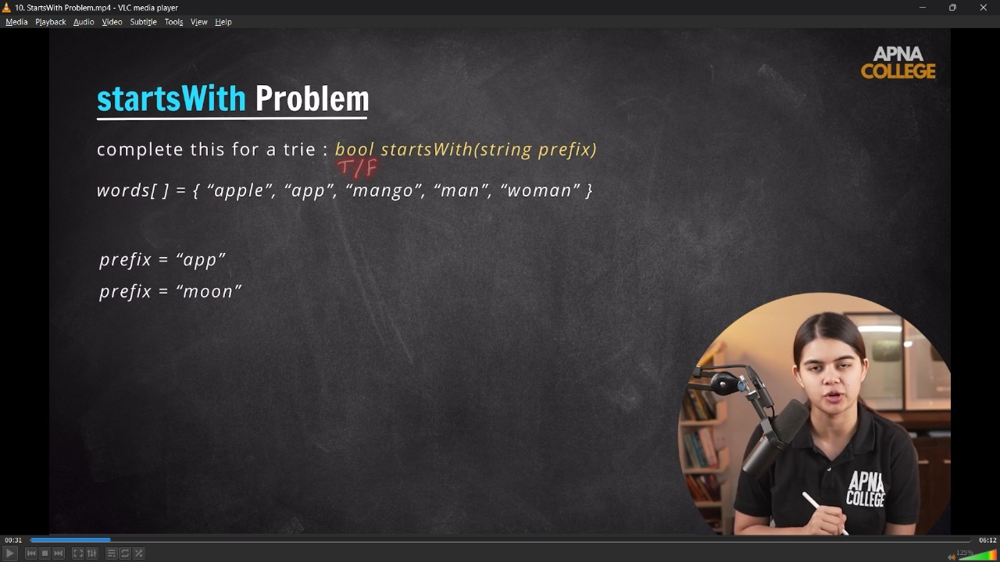 10. StartsWith Problem.mp4 - VLC media player
Media Playback Audio Video Subtitle Tools View Help
APNA
COLLEGE
startsWith Problem
complete this for a trie : bool startsWith(string prefix)
T/F
words[ ] = { “apple”, “app”, “mango”, “man”, “woman” }
prefix = “app”
prefix = “moon”
APNA
COLLEGE
00:31
06:12
125%